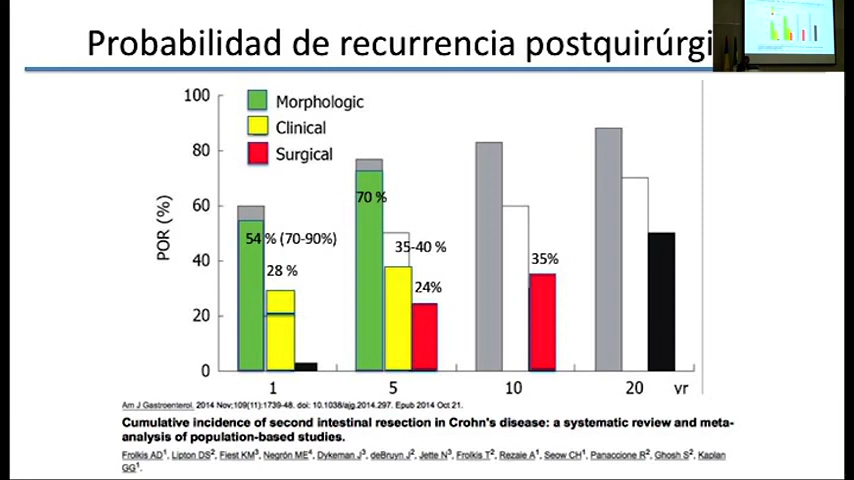 Probabilidad de recurrencia postquirúrgi
100
80
60
40
20
0
POR (%)
Morphologic
Clinical
Surgical
54 % (70-90%)
28 %
70 %
35-40 %
24%
35%
1
5
10
20
yr
Am J Gastroenterol. 2014 Nov;109(11):1739-48. doi: 10.1038/ajg.2014.297. Epub 2014 Oct 21.
Cumulative incidence of second intestinal resection in Crohn's disease: a systematic review and meta-
analysis of population-based studies.
Frolkis AD1, Lipton DS2, Fiest KM3, Negrón ME4, Dykeman J3, deBruyn J2, Jette N3, Frolkis T2, Rezaie A1, Seow CH1, Panaccione R2, Ghosh S2, Kaplan
GG1.